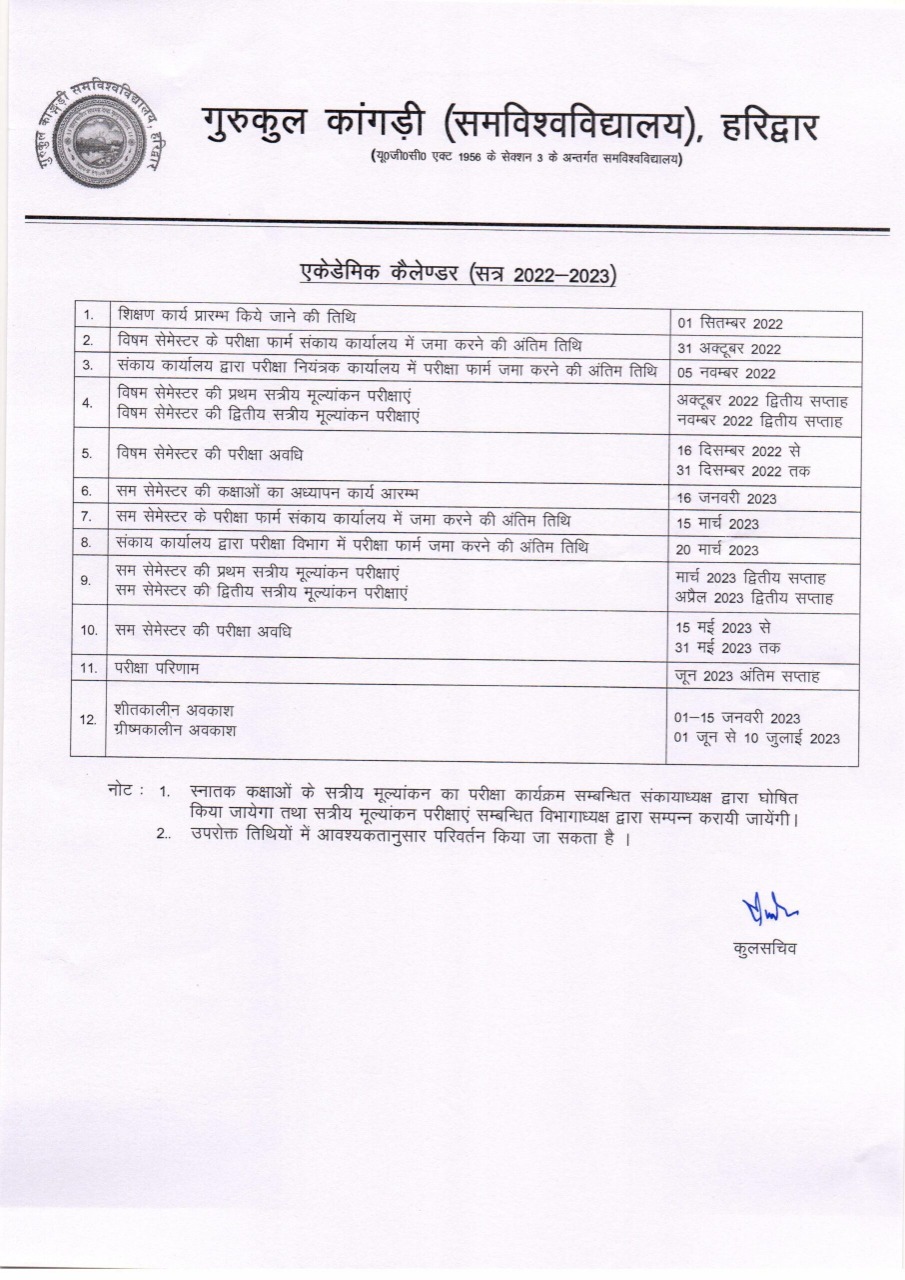 गुरुकुल काङ्गड़ी समविश्वविद्यालय, हरिद्वार
गुरुकुल कांगड़ी (समविश्वविद्यालय), हरिद्वार
(यू0जी0सी0 एक्ट 1956 के सेक्शन 3 के अन्तर्गत समविश्वविद्यालय)
एकेडेमिक कैलेण्डर (सत्र 2022–2023)
1. शिक्षण कार्य प्रारम्भ किये जाने की तिथि 01 सितम्बर 2022
2. विषम सेमेस्टर के परीक्षा फार्म संकाय कार्यालय में जमा करने की अंतिम तिथि 31 अक्टूबर 2022
3. संकाय कार्यालय द्वारा परीक्षा नियंत्रक कार्यालय में परीक्षा फार्म जमा करने की अंतिम तिथि 05 नवम्बर 2022
4. विषम सेमेस्टर की प्रथम सत्रीय मूल्यांकन परीक्षाएं अक्टूबर 2022 द्वितीय सप्ताह
विषम सेमेस्टर की द्वितीय सत्रीय मूल्यांकन परीक्षाएं नवम्बर 2022 द्वितीय सप्ताह
5. विषम सेमेस्टर की परीक्षा अवधि 16 दिसम्बर 2022 से
31 दिसम्बर 2022 तक
6. सम सेमेस्टर की कक्षाओं का अध्यापन कार्य आरम्भ 16 जनवरी 2023
7. सम सेमेस्टर के परीक्षा फार्म संकाय कार्यालय में जमा करने की अंतिम तिथि 15 मार्च 2023
8. संकाय कार्यालय द्वारा परीक्षा विभाग में परीक्षा फार्म जमा करने की अंतिम तिथि 20 मार्च 2023
9. सम सेमेस्टर की प्रथम सत्रीय मूल्यांकन परीक्षाएं मार्च 2023 द्वितीय सप्ताह
सम सेमेस्टर की द्वितीय सत्रीय मूल्यांकन परीक्षाएं अप्रैल 2023 द्वितीय सप्ताह
10. सम सेमेस्टर की परीक्षा अवधि 15 मई 2023 से
31 मई 2023 तक
11. परीक्षा परिणाम जून 2023 अंतिम सप्ताह
12. शीतकालीन अवकाश 01–15 जनवरी 2023
ग्रीष्मकालीन अवकाश 01 जून से 10 जुलाई 2023
नोट : 1. स्नातक कक्षाओं के सत्रीय मूल्यांकन का परीक्षा कार्यक्रम सम्बन्धित संकायाध्यक्ष द्वारा घोषित
किया जायेगा तथा सत्रीय मूल्यांकन परीक्षाएं सम्बन्धित विभागाध्यक्ष द्वारा सम्पन्न करायी जायेंगी।
2.. उपरोक्त तिथियों में आवश्यकतानुसार परिवर्तन किया जा सकता है ।
कुलसचिव